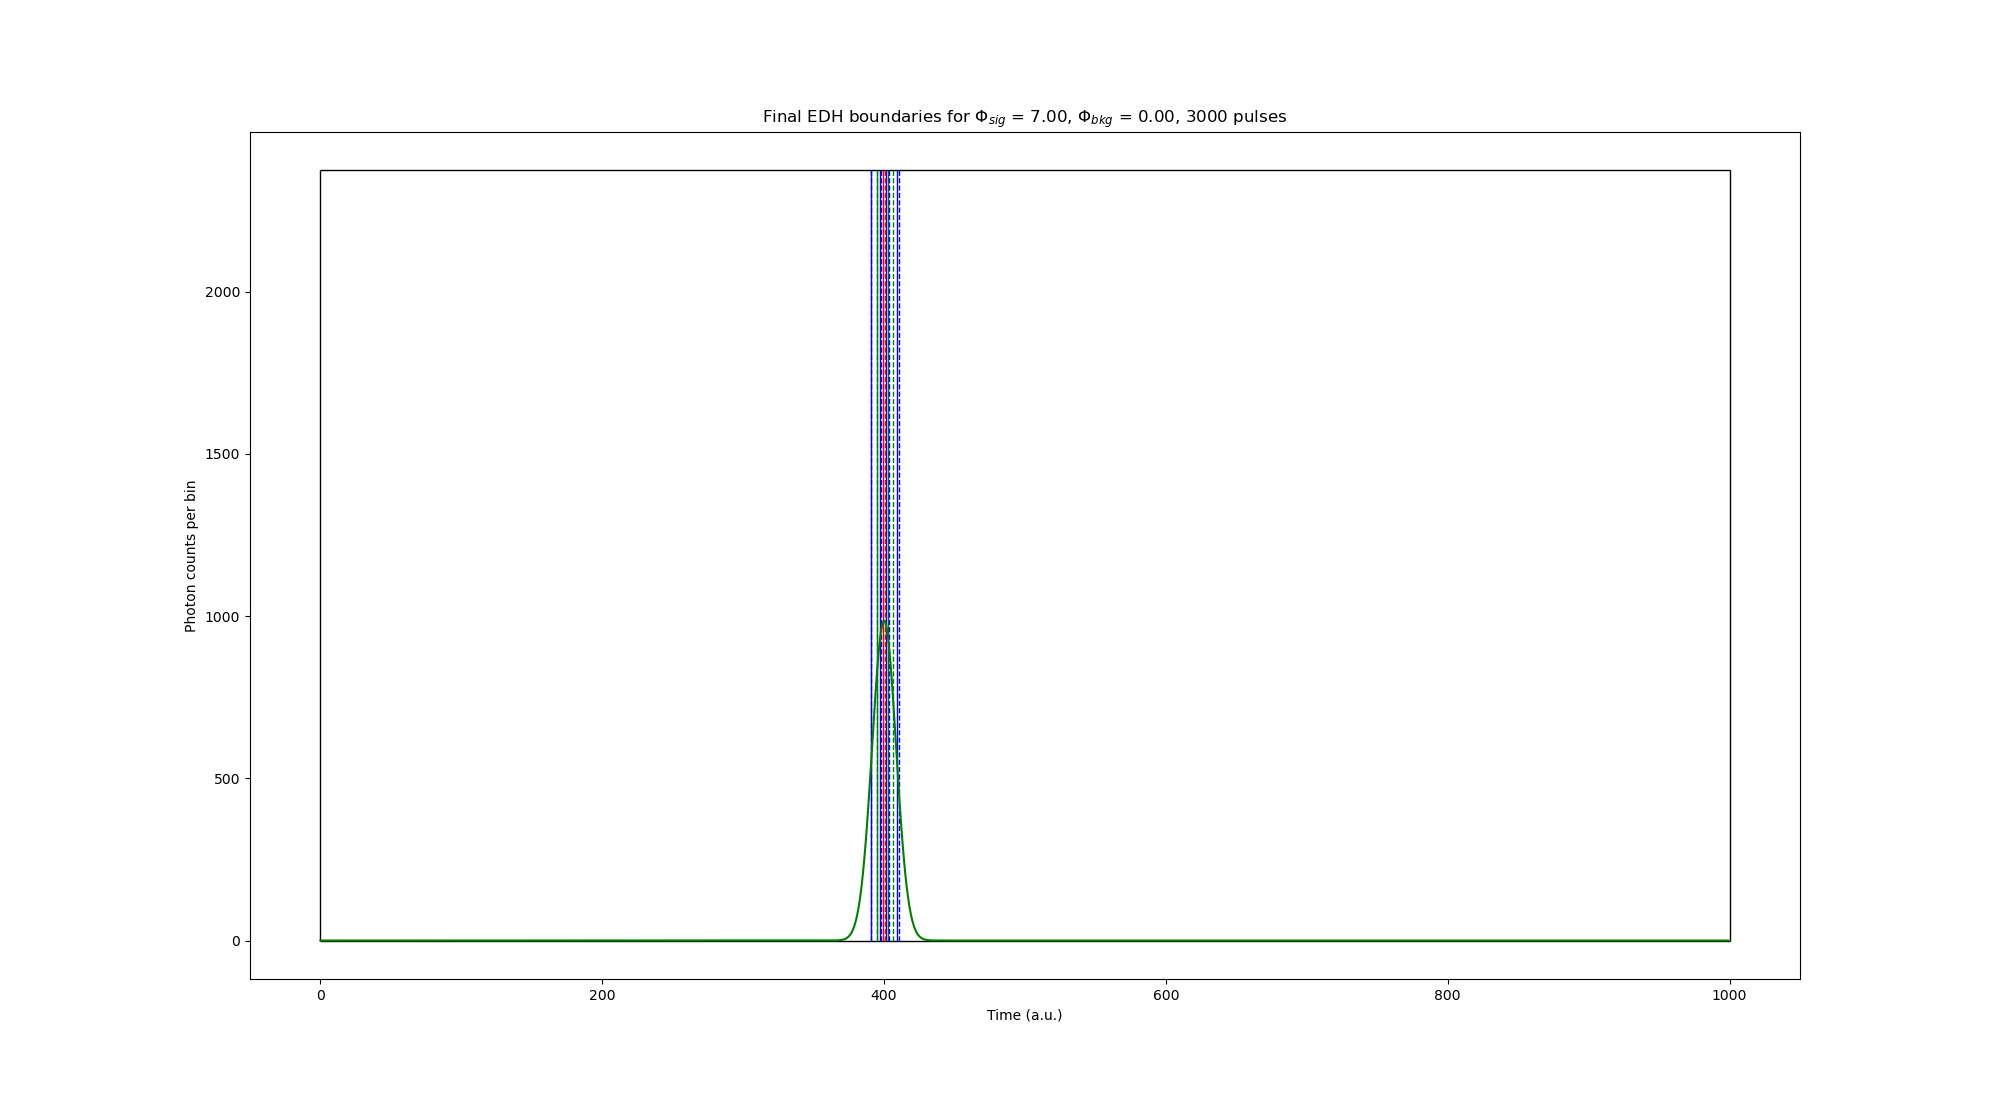 Final EDH boundaries for Φsig = 7.00, Φbkg = 0.00, 3000 pulses
2000
1500
1000
500
0
Photon counts per bin
0 200 400 600 800 1000
Time (a.u.)